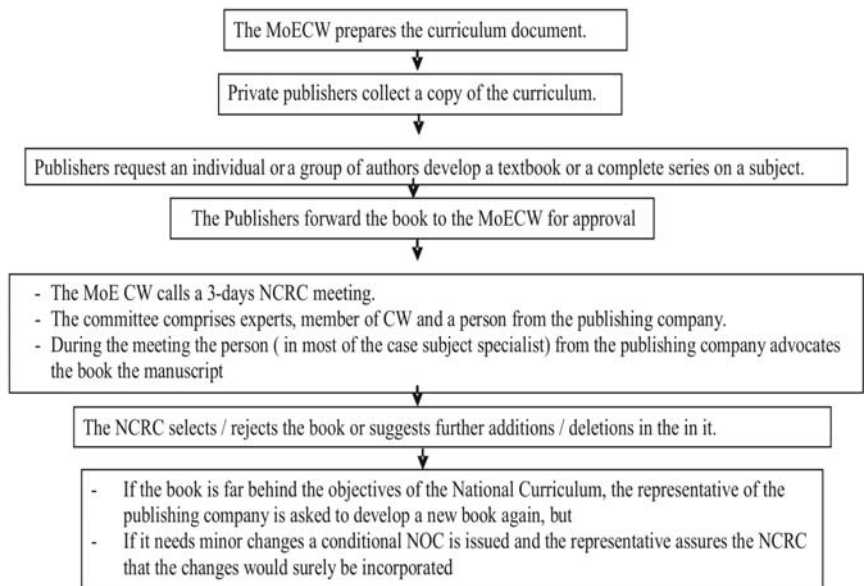 The MoECW prepares the curriculum document.
Private publishers collect a copy of the curriculum.
Publishers request an individual or a group of authors develop a textbook or a complete series on a subject.
The Publishers forward the book to the MoECW for approval
- The MoE CW calls a 3-days NCRC meeting.
- The committee comprises experts, member of CW and a person from the publishing company.
- During the meeting the person ( in most of the case subject specialist) from the publishing company advocates
the book the manuscript
The NCRC selects / rejects the book or suggests further additions / deletions in the in it.
- If the book is far behind the objectives of the National Curriculum, the representative of the
publishing company is asked to develop a new book again, but
- If it needs minor changes a conditional NOC is issued and the representative assures the NCRC
that the changes would surely be incorporated